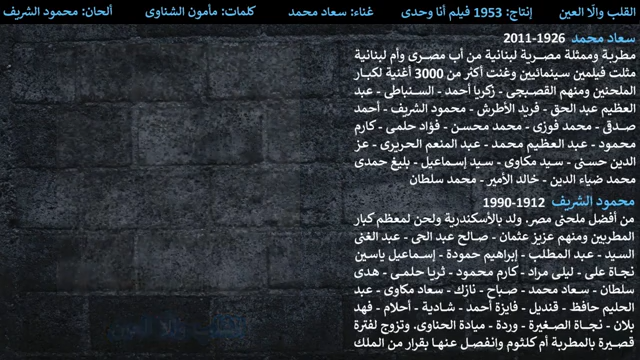 القلب والّا العين إنتاج: 1953 فيلم أنا وحدى غناء: سعاد محمد كلمات: مأمون الشناوى ألحان: محمود الشريف
سعاد محمد 1926-2011
مطربة وممثلة مصرية لبنانية من أب مصرى وأم لبنانية
مثلت فيلمين سينمائيين وغنت أكثر من 3000 أغنية لكبار
الملحنين ومنهم القصبجى - زكريا أحمد - السنباطى - عبد
العظيم عبد الحق - فريد الأطرش - محمود الشريف - أحمد
صدقى - محمد فوزى - محمد محسن - فؤاد حلمى - كارم
محمود - عبد العظيم محمد - عبد المنعم الحريرى - عز
الدين حسنى - سيد مكاوى - سيد إسماعيل - بليغ حمدى
محمد ضياء الدين - خالد الأمير - محمد سلطان
محمود الشريف 1912-1990
من أفضل ملحنى مصر. ولد بالأسكندرية ولحن لمعظم كبار
المطربين ومنهم عزيز عثمان - صالح عبد الحى - عبد الغنى
السيد - عبد المطلب - إبراهيم حمودة - إسماعيل ياسين
نجاة على - ليلى مراد - كارم محمود - ثريا حلمى - هدى
سلطان - سعاد محمد - صباح - نازك - سعاد مكاوى - عبد
الحليم حافظ - قنديل - فايزة أحمد - شادية - أحلام - فهد
بلان - نجاة الصغيرة - وردة - ميادة الحناوى. وتزوج لفترة
قصيرة بالمطربة أم كلثوم وانفصل عنها بقرار من الملك
القلب والّا العين